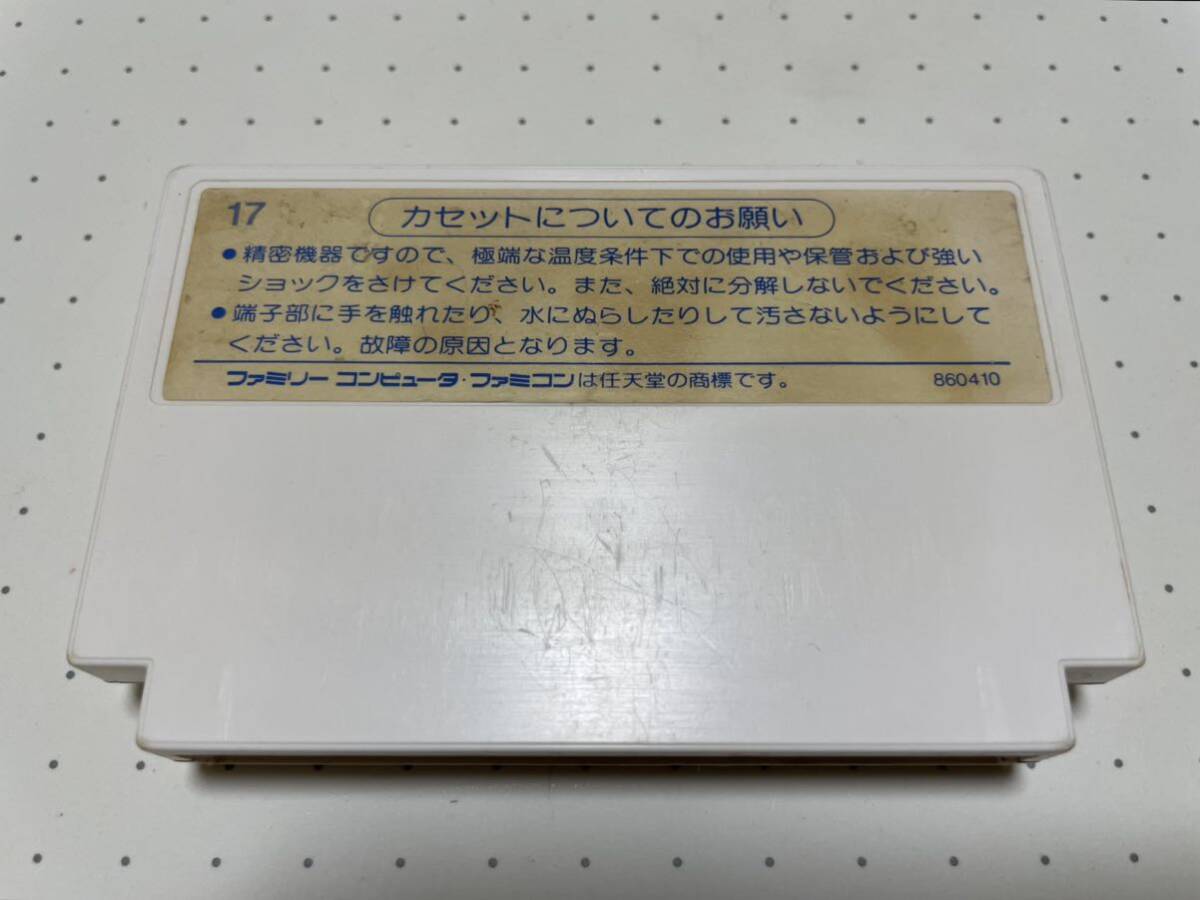 17
カセットについてのお願い
●精密機器ですので、極端な温度条件下での使用や保管および強い
ショックをさけてください。また、絶対に分解しないでください。
●端子部に手を触れたり、水にぬらしたりして汚さないようにして
ください。故障の原因となります。
ファミリー コンピュータ・ファミコンは任天堂の商標です。 860410